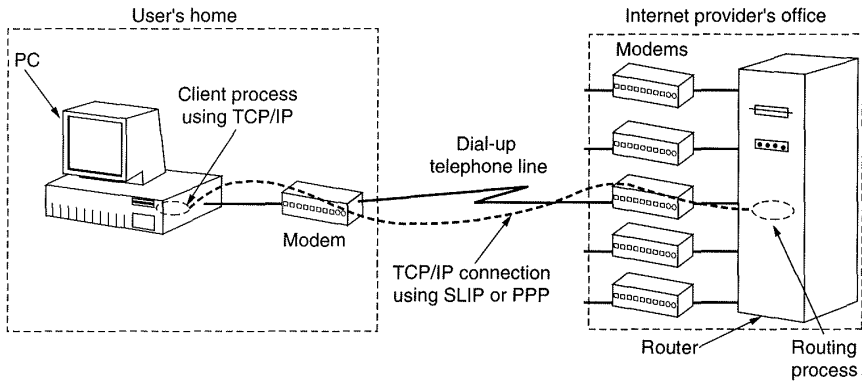 User's home
Internet provider's office
PC
Modems
Client process
using TCP/IP
Dial-up
telephone line
Modem
TCP/IP connection
using SLIP or PPP
Router
Routing
process